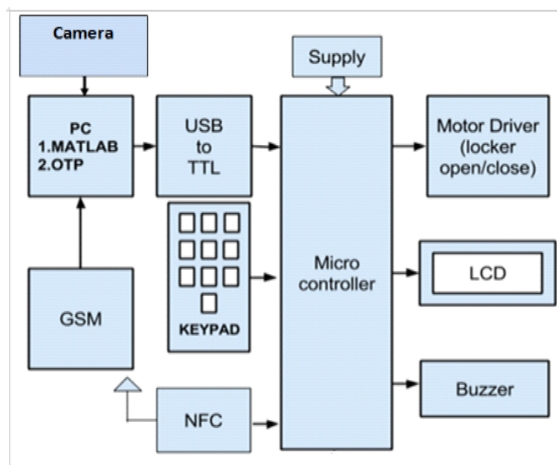 Camera
Supply
PC
1.MATLAB
2.OTP
USB
to
TTL
Motor Driver
(locker
open/close)
Micro
controller
LCD
KEYPAD
GSM
Buzzer
NFC